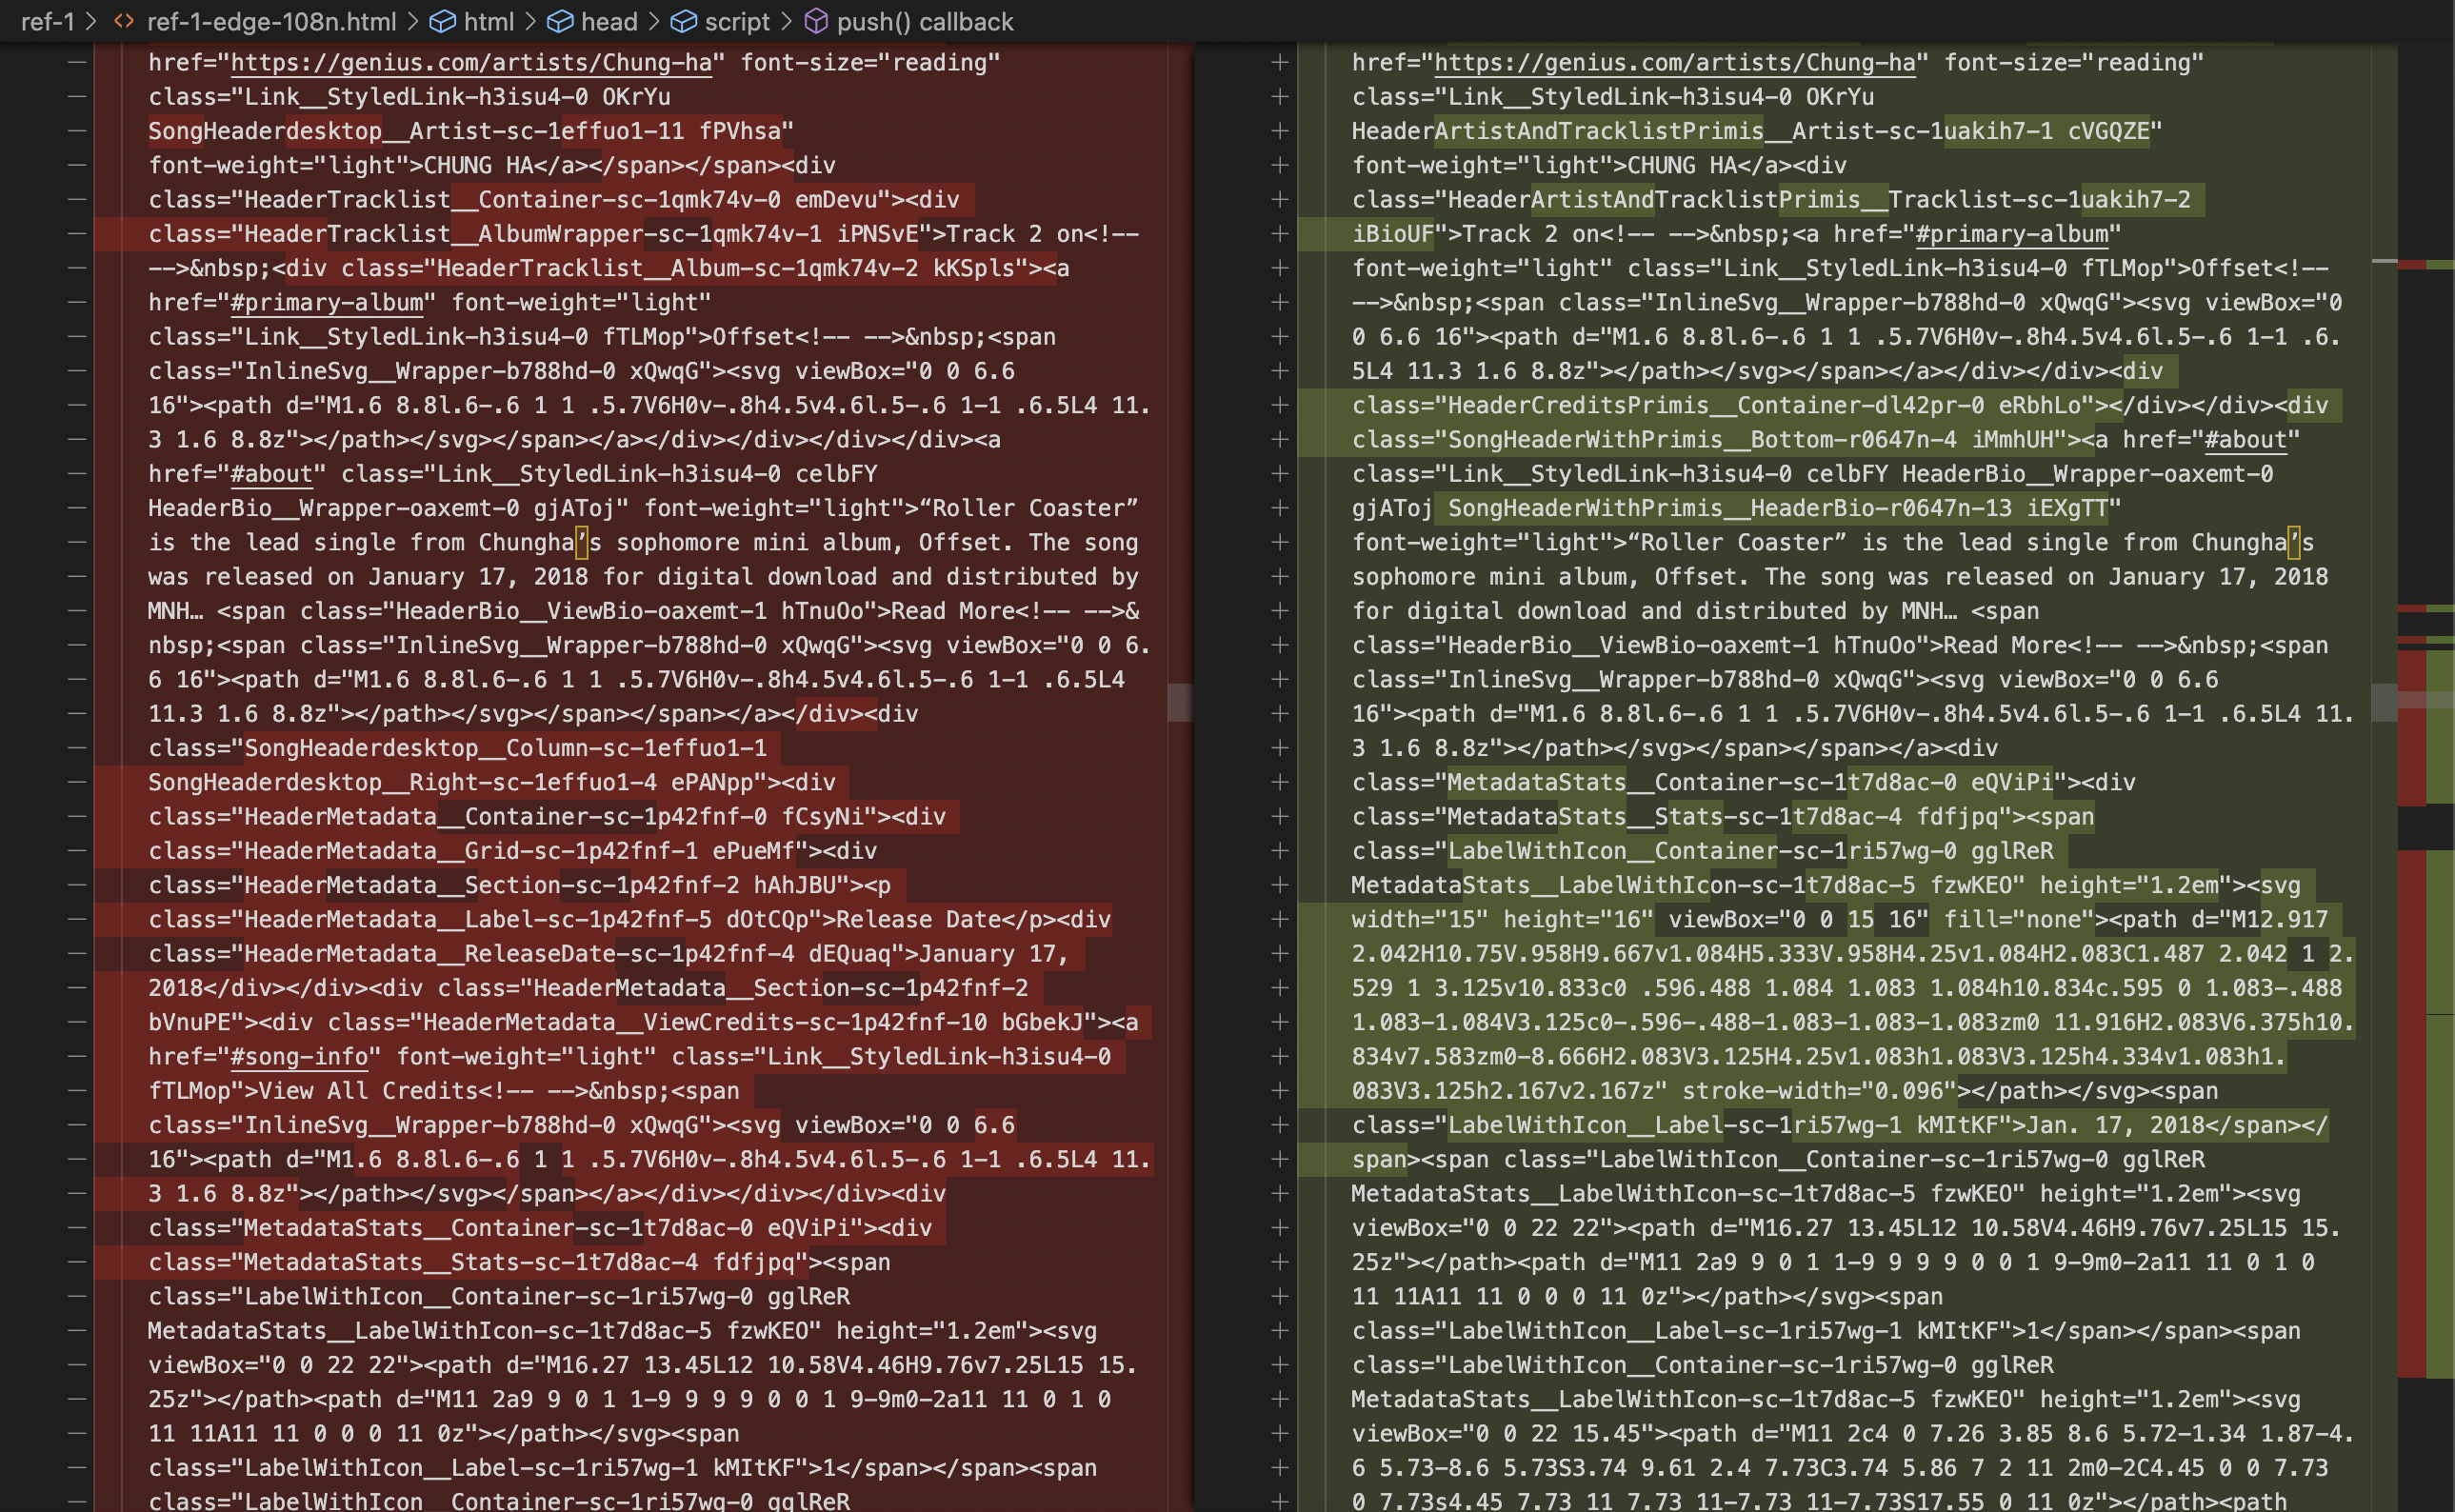 ref-1 > <> ref-1-edge-108n.html > html > head > script > push() callback
href="https://genius.com/artists/Chung-ha" font-size="reading"
class="Link__StyledLink-h3isu4-0 OKrYu
SongHeaderdesktop__Artist-sc-1effuo1-11 fPVhsa"
font-weight="light">CHUNG HA</a></span></span><div
class="HeaderTracklist__Container-sc-1qmk74v-0 emDevu"><div
class="HeaderTracklist__AlbumWrapper-sc-1qmk74v-1 iPNSvE">Track 2 on<!--
-->&nbsp;<div class="HeaderTracklist__Album-sc-1qmk74v-2 kKSpls"><a
href="#primary-album" font-weight="light"
class="Link__StyledLink-h3isu4-0 fTLMop">Offset<!-- -->&nbsp;<span
class="InlineSvg__Wrapper-b788hd-0 xQwqG"><svg viewBox="0 0 6.6
16"><path d="M1.6 8.8l.6-.6 1 1 .5.7V6H0v-.8h4.5v4.6l.5-.6 1-1 .6.5L4 11.
3 1.6 8.8z"></path></svg></span></a></div></div></div></div><a
href="#about" class="Link__StyledLink-h3isu4-0 celbFY
HeaderBio__Wrapper-oaxemt-0 gjAToj" font-weight="light">“Roller Coaster”
is the lead single from Chungha’s sophomore mini album, Offset. The song
was released on January 17, 2018 for digital download and distributed by
MNH… <span class="HeaderBio__ViewBio-oaxemt-1 hTnuOo">Read More<!-- -->&
nbsp;<span class="InlineSvg__Wrapper-b788hd-0 xQwqG"><svg viewBox="0 0 6.
6 16"><path d="M1.6 8.8l.6-.6 1 1 .5.7V6H0v-.8h4.5v4.6l.5-.6 1-1 .6.5L4
11.3 1.6 8.8z"></path></svg></span></span></a></div><div
class="SongHeaderdesktop__Column-sc-1effuo1-1
SongHeaderdesktop__Right-sc-1effuo1-4 ePANpp"><div
class="HeaderMetadata__Container-sc-1p42fnf-0 fCsyNi"><div
class="HeaderMetadata__Grid-sc-1p42fnf-1 ePueMf"><div
class="HeaderMetadata__Section-sc-1p42fnf-2 hAhJBU"><p
class="HeaderMetadata__Label-sc-1p42fnf-5 dOtCQp">Release Date</p><div
class="HeaderMetadata__ReleaseDate-sc-1p42fnf-4 dEQuaq">January 17,
2018</div></div><div class="HeaderMetadata__Section-sc-1p42fnf-2
bVnuPE"><div class="HeaderMetadata__ViewCredits-sc-1p42fnf-10 bGbekJ"><a
href="#song-info" font-weight="light" class="Link__StyledLink-h3isu4-0
fTLMop">View All Credits<!-- -->&nbsp;<span
class="InlineSvg__Wrapper-b788hd-0 xQwqG"><svg viewBox="0 0 6.6
16"><path d="M1.6 8.8l.6-.6 1 1 .5.7V6H0v-.8h4.5v4.6l.5-.6 1-1 .6.5L4 11.
3 1.6 8.8z"></path></svg></span></a></div></div></div><div
class="MetadataStats__Container-sc-1t7d8ac-0 eQViPi"><div
class="MetadataStats__Stats-sc-1t7d8ac-4 fdfjpq"><span
class="LabelWithIcon__Container-sc-1ri57wg-0 gglReR
MetadataStats__LabelWithIcon-sc-1t7d8ac-5 fzwKEO" height="1.2em"><svg
viewBox="0 0 22 22"><path d="M16.27 13.45L12 10.58V4.46H9.76v7.25L15 15.
25z"></path><path d="M11 2a9 9 0 1 1-9 9 9 9 0 0 1 9-9m0-2a11 11 0 1 0
11 11A11 11 0 0 0 11 0z"></path></svg><span
class="LabelWithIcon__Label-sc-1ri57wg-1 kMItKF">1</span></span><span
class="LabelWithIcon__Container-sc-1ri57wg-0 gglReR
href="https://genius.com/artists/Chung-ha" font-size="reading"
class="Link__StyledLink-h3isu4-0 OKrYu
HeaderArtistAndTracklistPrimis__Artist-sc-1uakih7-1 cVGQZE"
font-weight="light">CHUNG HA</a><div
class="HeaderArtistAndTracklistPrimis__Tracklist-sc-1uakih7-2
iBioUF">Track 2 on<!-- -->&nbsp;<a href="#primary-album"
font-weight="light" class="Link__StyledLink-h3isu4-0 fTLMop">Offset<!--
-->&nbsp;<span class="InlineSvg__Wrapper-b788hd-0 xQwqG"><svg viewBox="0
0 6.6 16"><path d="M1.6 8.8l.6-.6 1 1 .5.7V6H0v-.8h4.5v4.6l.5-.6 1-1 .6.
5L4 11.3 1.6 8.8z"></path></svg></span></a></div></div><div
class="HeaderCreditsPrimis__Container-dl42pr-0 eRbhLo"></div></div><div
class="SongHeaderWithPrimis__Bottom-r0647n-4 iMmhUH"><a href="#about"
class="Link__StyledLink-h3isu4-0 celbFY HeaderBio__Wrapper-oaxemt-0
gjAToj SongHeaderWithPrimis__HeaderBio-r0647n-13 iEXgTT"
font-weight="light">“Roller Coaster” is the lead single from Chungha’s
sophomore mini album, Offset. The song was released on January 17, 2018
for digital download and distributed by MNH… <span
class="HeaderBio__ViewBio-oaxemt-1 hTnuOo">Read More<!-- -->&nbsp;<span
class="InlineSvg__Wrapper-b788hd-0 xQwqG"><svg viewBox="0 0 6.6
16"><path d="M1.6 8.8l.6-.6 1 1 .5.7V6H0v-.8h4.5v4.6l.5-.6 1-1 .6.5L4 11.
3 1.6 8.8z"></path></svg></span></span></a><div
class="MetadataStats__Container-sc-1t7d8ac-0 eQViPi"><div
class="MetadataStats__Stats-sc-1t7d8ac-4 fdfjpq"><span
class="LabelWithIcon__Container-sc-1ri57wg-0 gglReR
MetadataStats__LabelWithIcon-sc-1t7d8ac-5 fzwKEO" height="1.2em"><svg
width="15" height="16" viewBox="0 0 15 16" fill="none"><path d="M12.917
2.042H10.75V.958H9.667v1.084H5.333V.958H4.25v1.084H2.083C1.487 2.042 1 2.
529 1 3.125v10.833c0 .596.488 1.084 1.083 1.084h10.834c.595 0 1.083-.488
1.083-1.084V3.125c0-.596-.488-1.083-1.083-1.083zm0 11.916H2.083V6.375h10.
834v7.583zm0-8.666H2.083V3.125H4.25v1.083h1.083V3.125h4.334v1.083h1.
083V3.125h2.167v2.167z" stroke-width="0.096"></path></svg><span
class="LabelWithIcon__Label-sc-1ri57wg-1 kMItKF">Jan. 17, 2018</span></
span><span class="LabelWithIcon__Container-sc-1ri57wg-0 gglReR
MetadataStats__LabelWithIcon-sc-1t7d8ac-5 fzwKEO" height="1.2em"><svg
viewBox="0 0 22 22"><path d="M16.27 13.45L12 10.58V4.46H9.76v7.25L15 15.
25z"></path><path d="M11 2a9 9 0 1 1-9 9 9 9 0 0 1 9-9m0-2a11 11 0 1 0
11 11A11 11 0 0 0 11 0z"></path></svg><span
class="LabelWithIcon__Label-sc-1ri57wg-1 kMItKF">1</span></span><span
class="LabelWithIcon__Container-sc-1ri57wg-0 gglReR
MetadataStats__LabelWithIcon-sc-1t7d8ac-5 fzwKEO" height="1.2em"><svg
viewBox="0 0 22 15.45"><path d="M11 2c4 0 7.26 3.85 8.6 5.72-1.34 1.87-4.
6 5.73-8.6 5.73S3.74 9.61 2.4 7.73C3.74 5.86 7 2 11 2m0-2C4.45 0 0 7.73
0 7.73s4.45 7.73 11 7.73 11-7.73 11-7.73S17.55 0 11 0z"></path><path